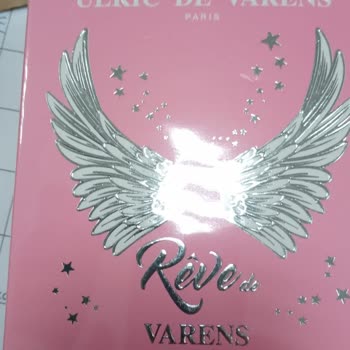 ULRIC DE VARENS
PARIS
Rêve de
VARENS